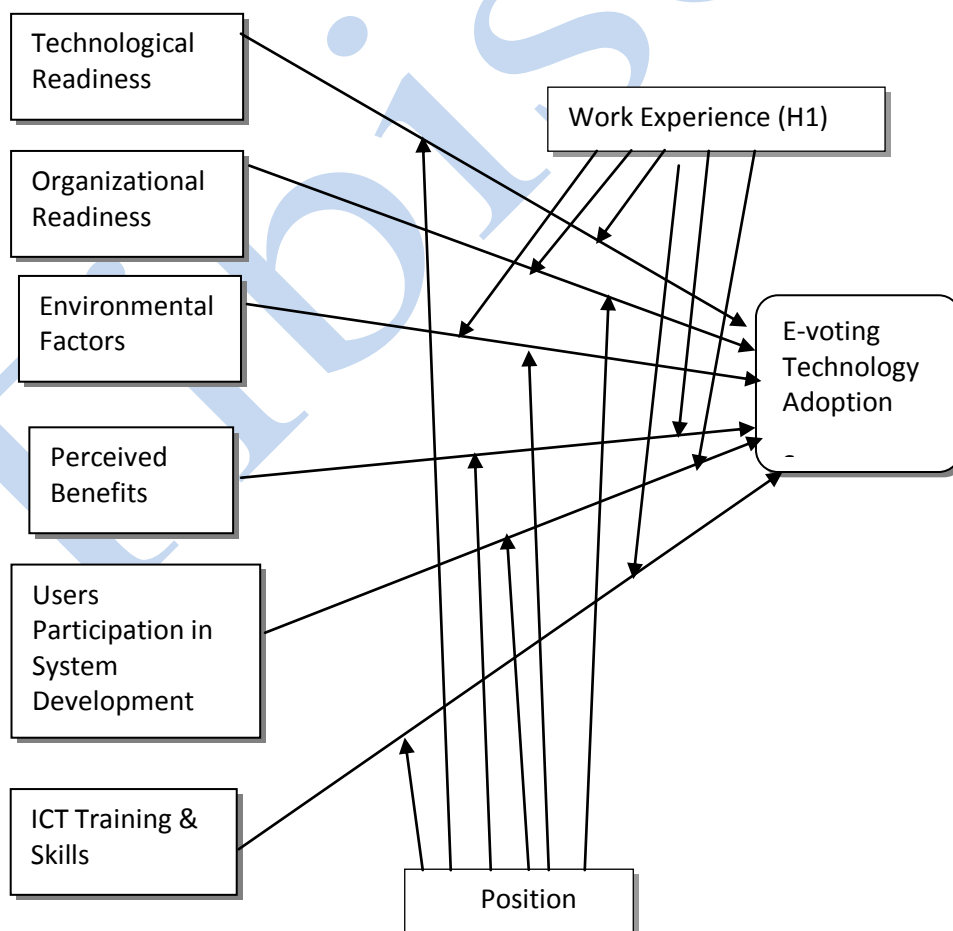 Technological
Readiness
Work Experience (H1)
Organizational
Readiness
Environmental
Factors
E-voting
Technology
Adoption
Perceived
Benefits
Users
Participation in
System
Development
ICT Training &
Skills
Position